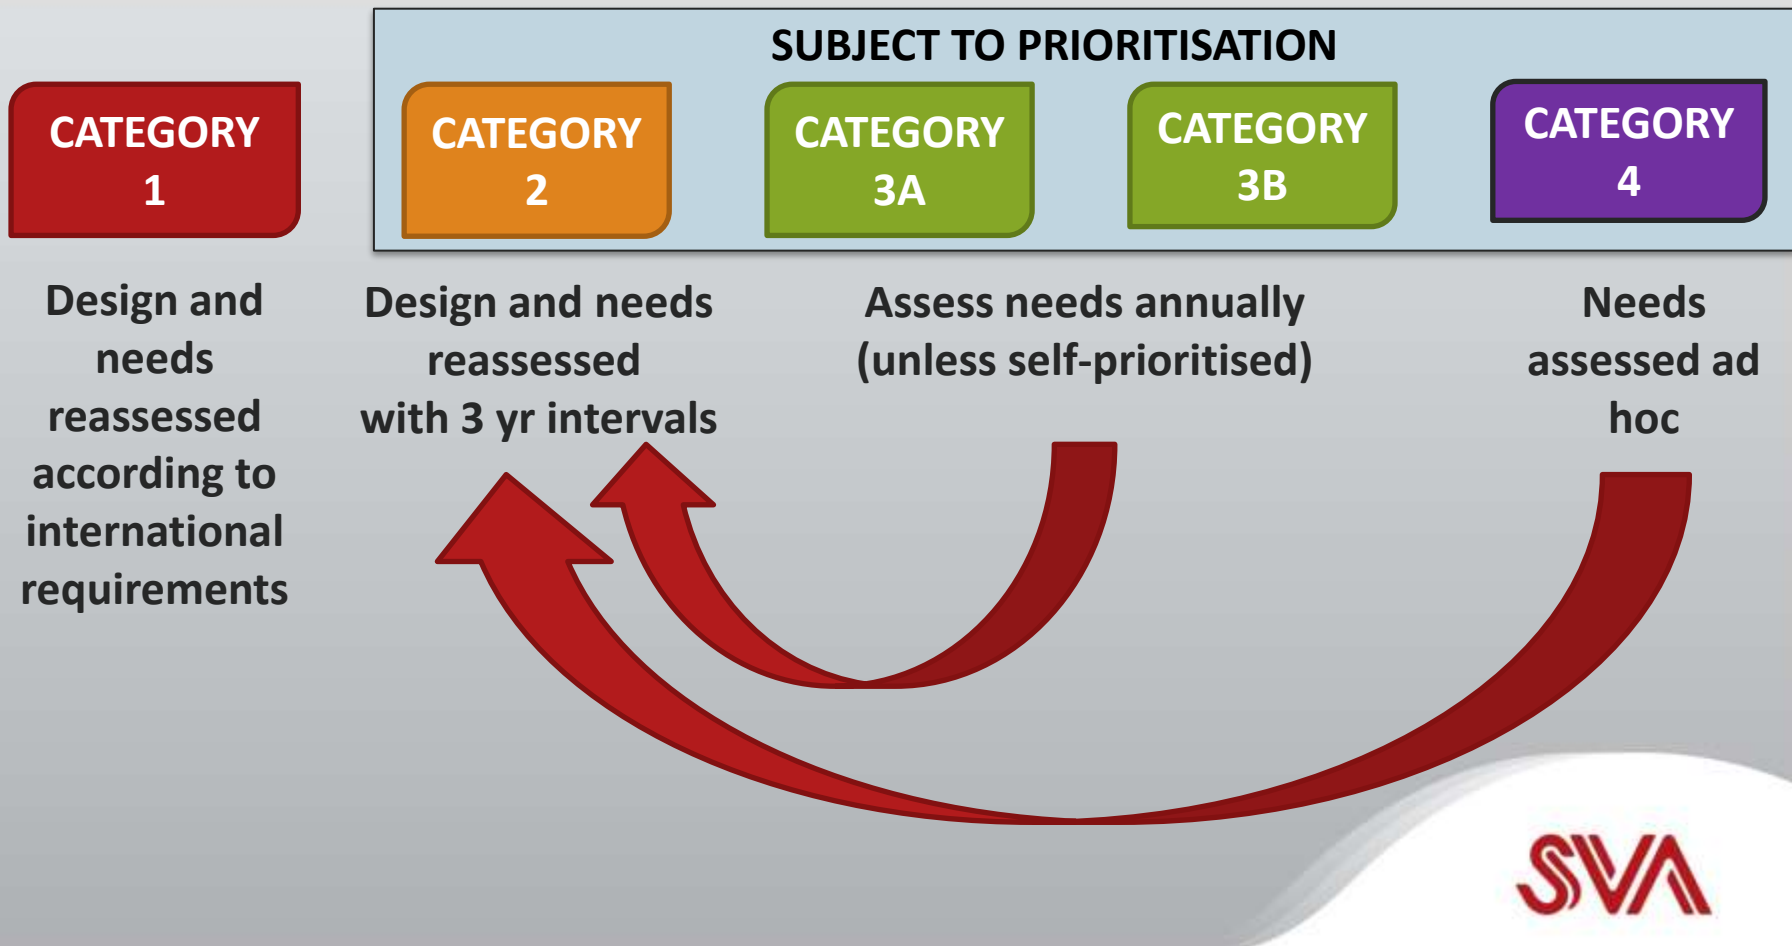 SUBJECT TO PRIORITISATION
CATEGORY
1
CATEGORY
2
CATEGORY
3A
CATEGORY
3B
CATEGORY
4
Design and
needs
reassessed
according to
international
requirements
Design and needs
reassessed
with 3 yr intervals
Assess needs annually
(unless self-prioritised)
Needs
assessed ad
hoc
SVA